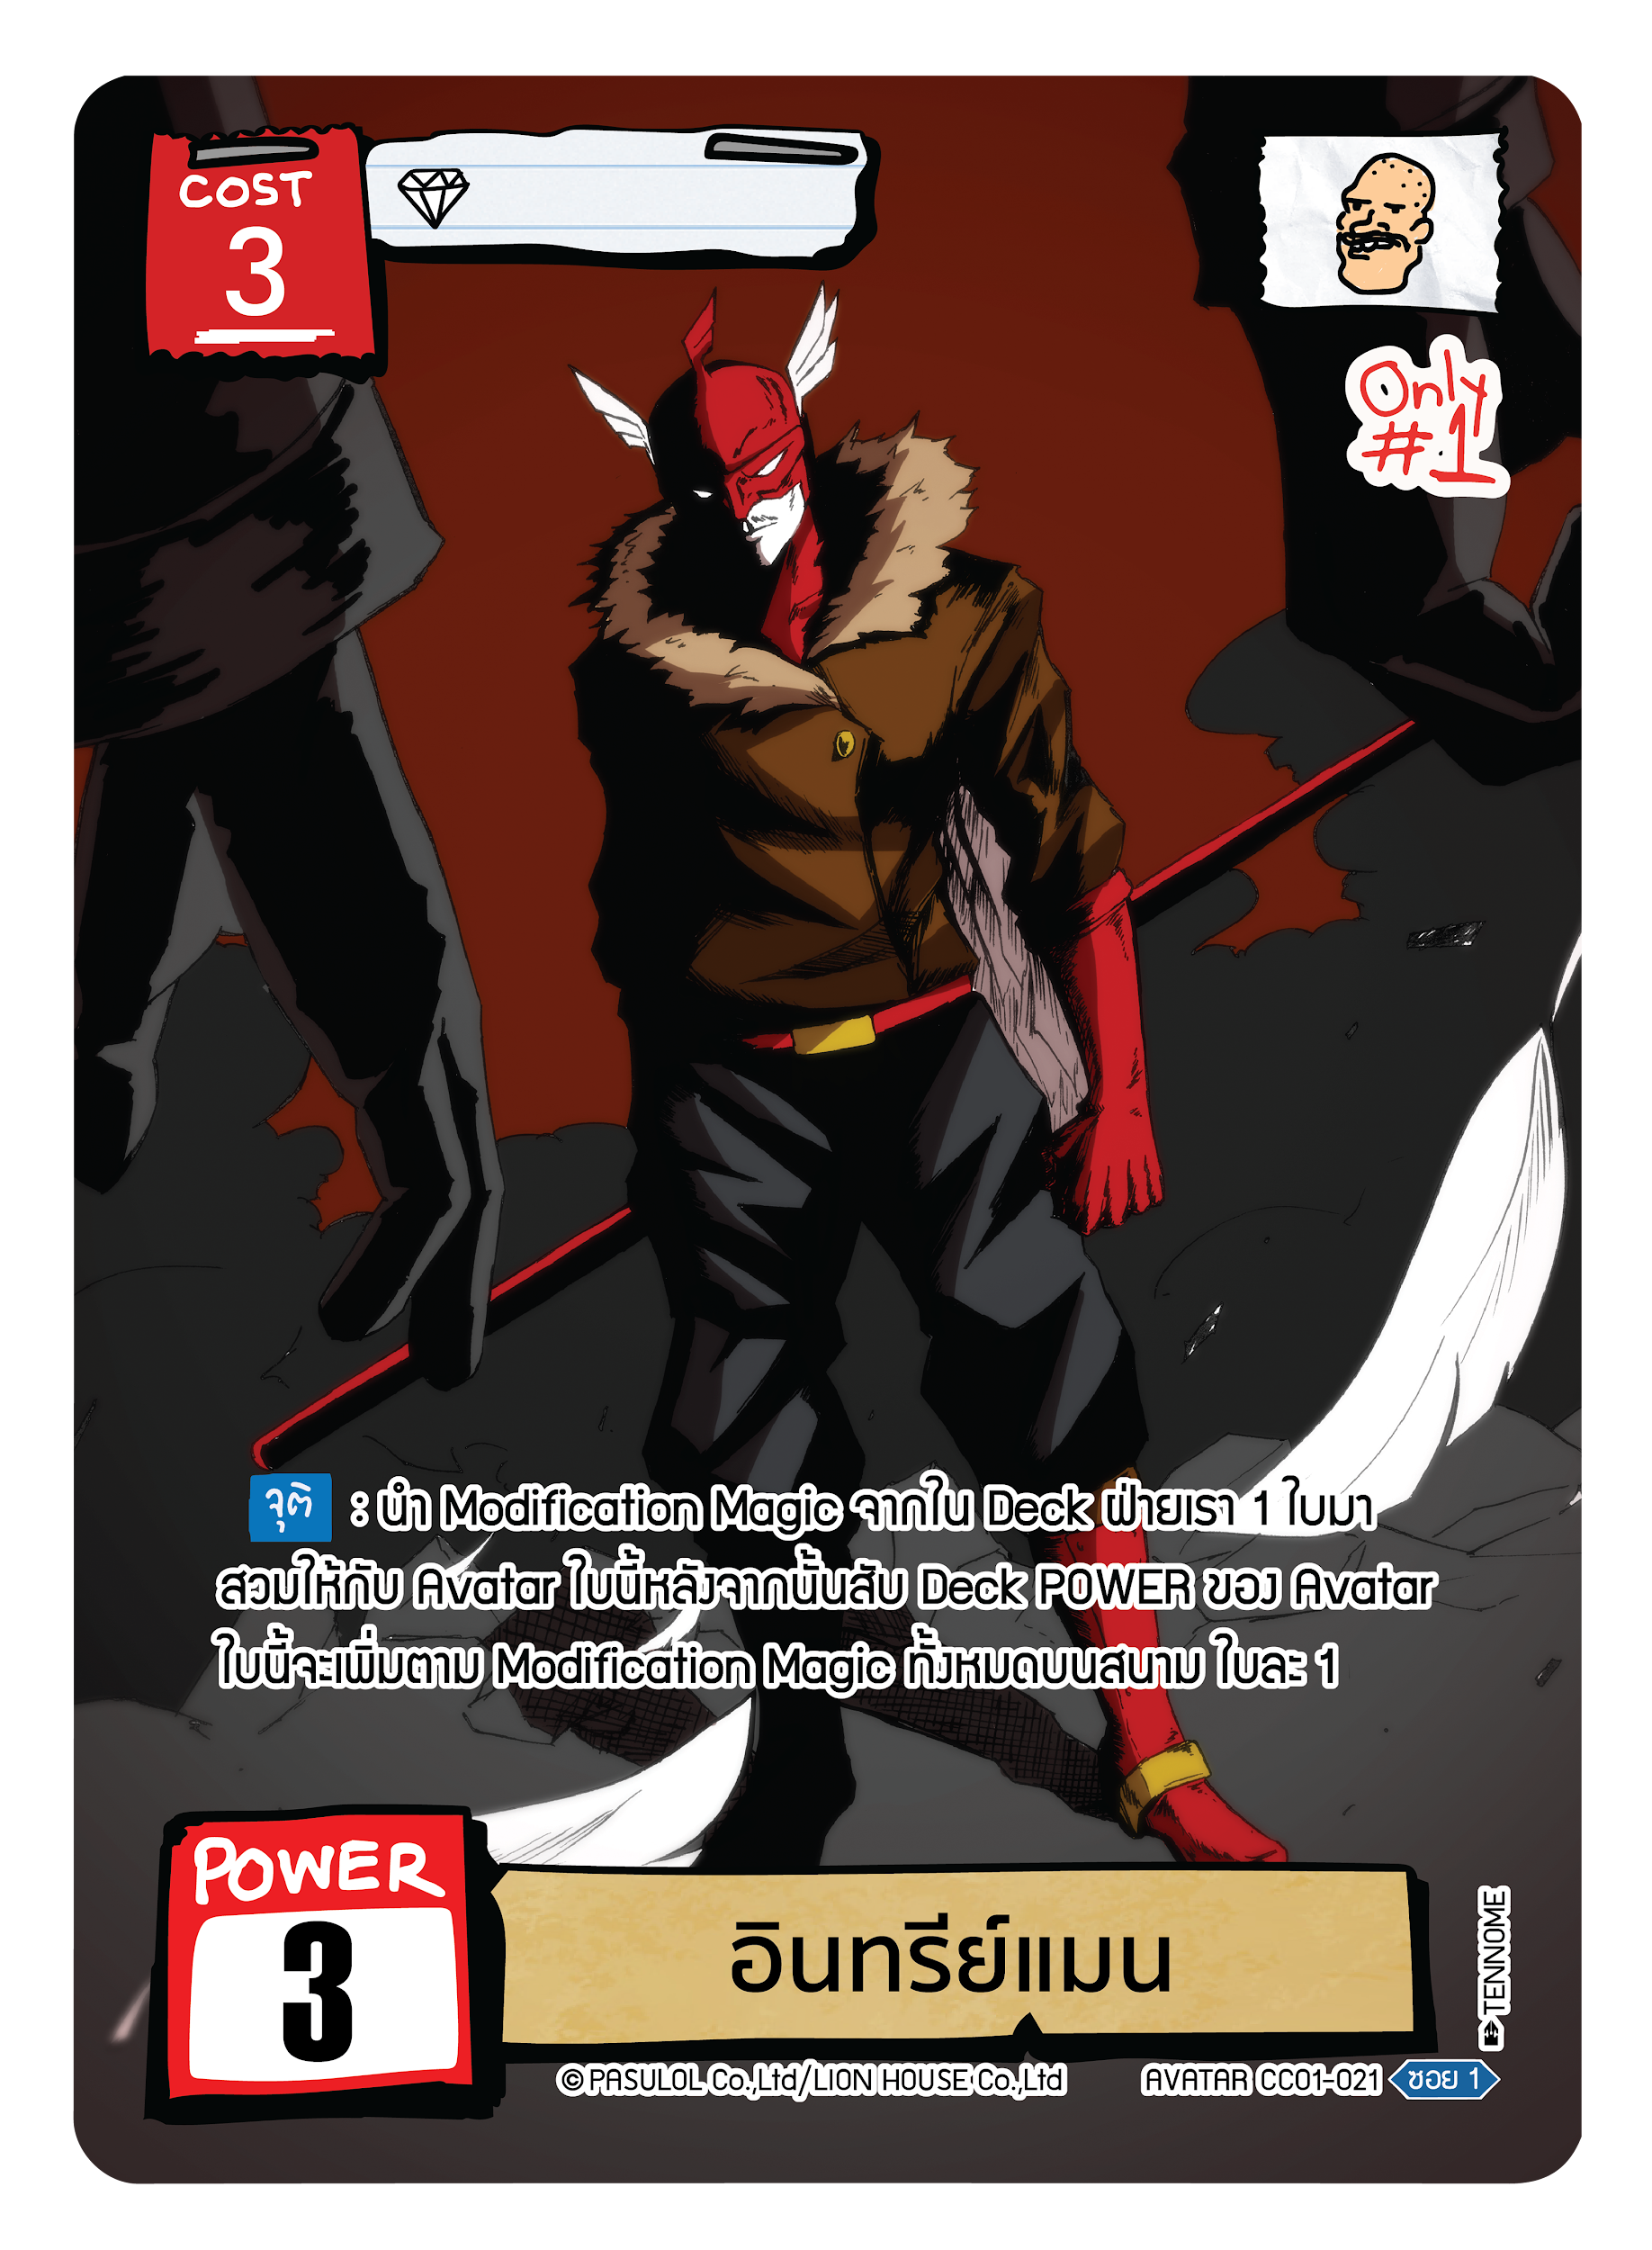 COST
3
Only
#1
จุติ : นำ Modification Magic จากใน Deck ฝ่ายเรา 1 ใบมา
สวมให้กับ Avatar ใบนี้หลังจากนั้นสับ Deck POWER ของ Avatar
ใบนี้จะเพิ่มตาม Modification Magic ทั้งหมดบนสนาม ใบละ 1
POWER
3
อินทรีย์แมน
TENNOME
© PASULOL Co.,Ltd/LION HOUSE Co.,Ltd
AVATAR CC01-021 ซอย 1